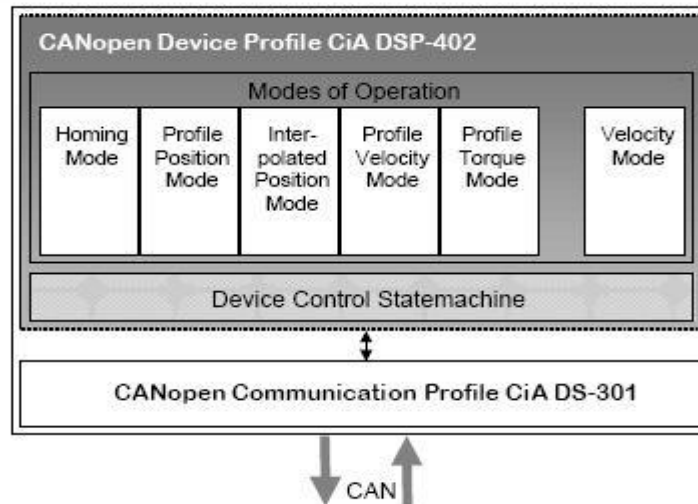 CANopen Device Profile CiA DSP-402
Modes of Operation
Homing
Mode
Profile
Position
Mode
Inter-
polated
Position
Mode
Profile
Velocity
Mode
Profile
Torque
Mode
Velocity
Mode
Device Control Statemachine
CANopen Communication Profile CiA DS-301
CAN